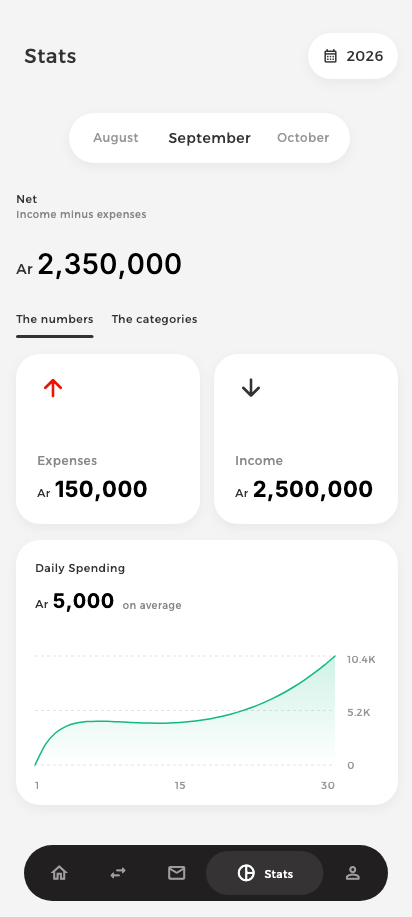 Stats
2026
August September October
Net
Income minus expenses
Ar 2,350,000
The numbers The categories
Expenses
Ar 150,000
Income
Ar 2,500,000
Daily Spending
Ar 5,000 on average
10.4K
5.2K
0
1 15 30
Stats